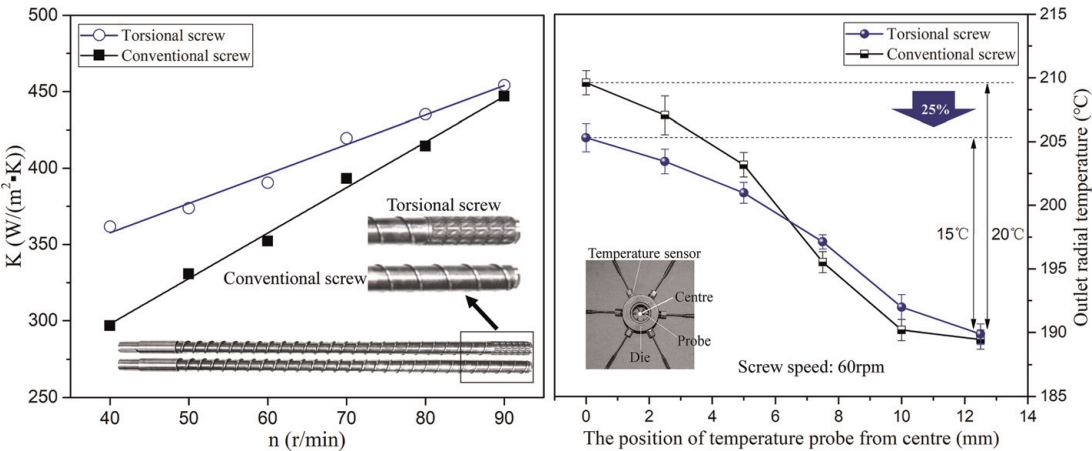 500
450
400
350
300
250
K (W/(m²▪K))
Torsional screw
Conventional screw
Torsional screw
Conventional screw
40 50 60 70 80 90
n (r/min)
215
210
205
200
195
190
185
Outlet radial temperature (℃)
Torsional screw
Conventional screw
25%
15℃
20℃
Temperature sensor
Centre
Probe
Die
Screw speed: 60rpm
0 2 4 6 8 10 12 14
The position of temperature probe from centre (mm)